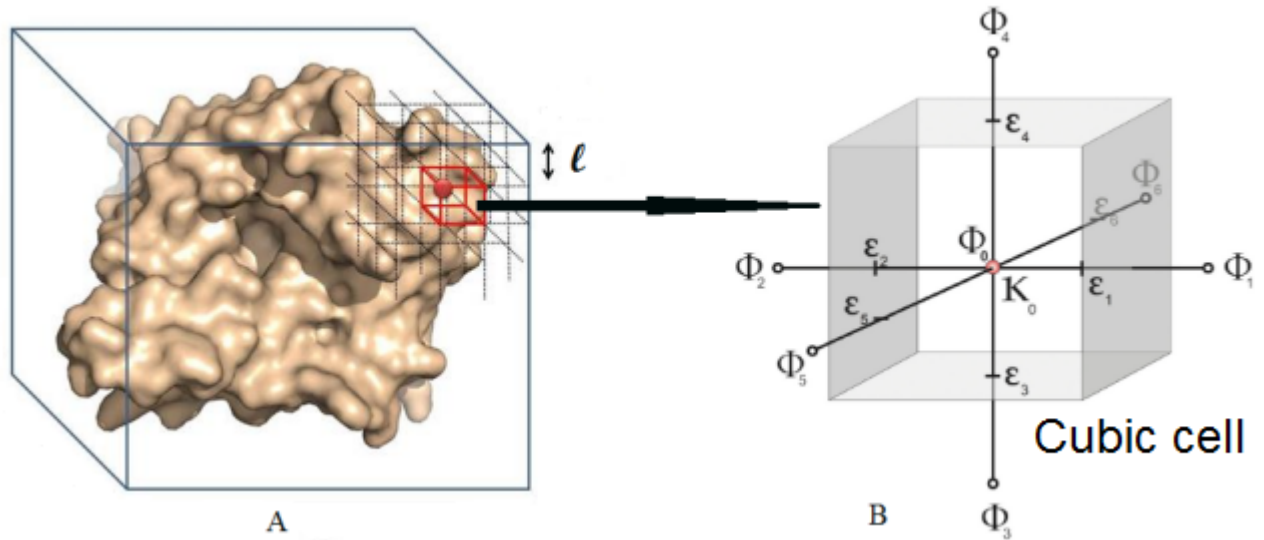 ℓ
A
Φ₄
ε₄
Φ₆
ε₆
Φ₀
Φ₂
ε₂
Φ₁
K₀
ε₁
ε₅
Φ₅
ε₃
Cubic cell
B
Φ₃